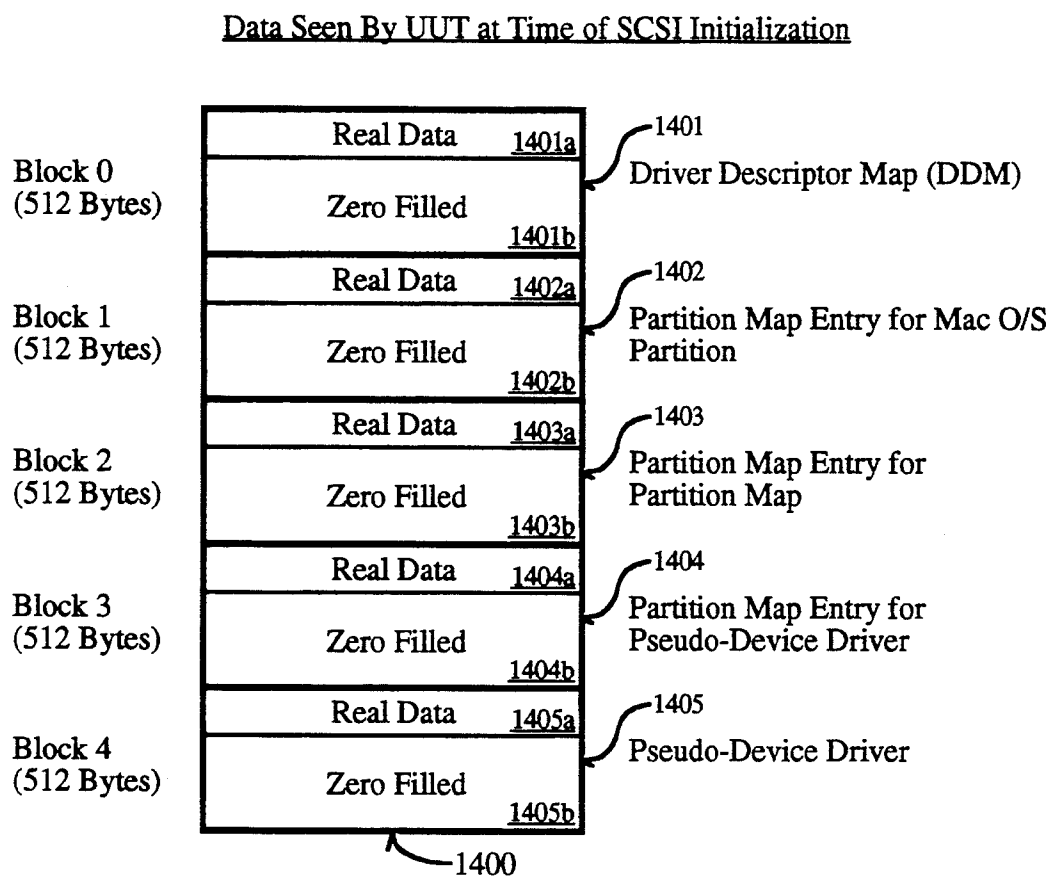 Data Seen By UUT at Time of SCSI Initialization
Real Data 1401a
1401
Block 0
(512 Bytes)
Zero Filled
1401b
Driver Descriptor Map (DDM)
Real Data 1402a
1402
Block 1
(512 Bytes)
Zero Filled
1402b
Partition Map Entry for Mac O/S
Partition
Real Data 1403a
1403
Block 2
(512 Bytes)
Zero Filled
1403b
Partition Map Entry for
Partition Map
Real Data 1404a
1404
Block 3
(512 Bytes)
Zero Filled
1404b
Partition Map Entry for
Pseudo-Device Driver
Real Data 1405a
1405
Block 4
(512 Bytes)
Zero Filled
1405b
Pseudo-Device Driver
1400